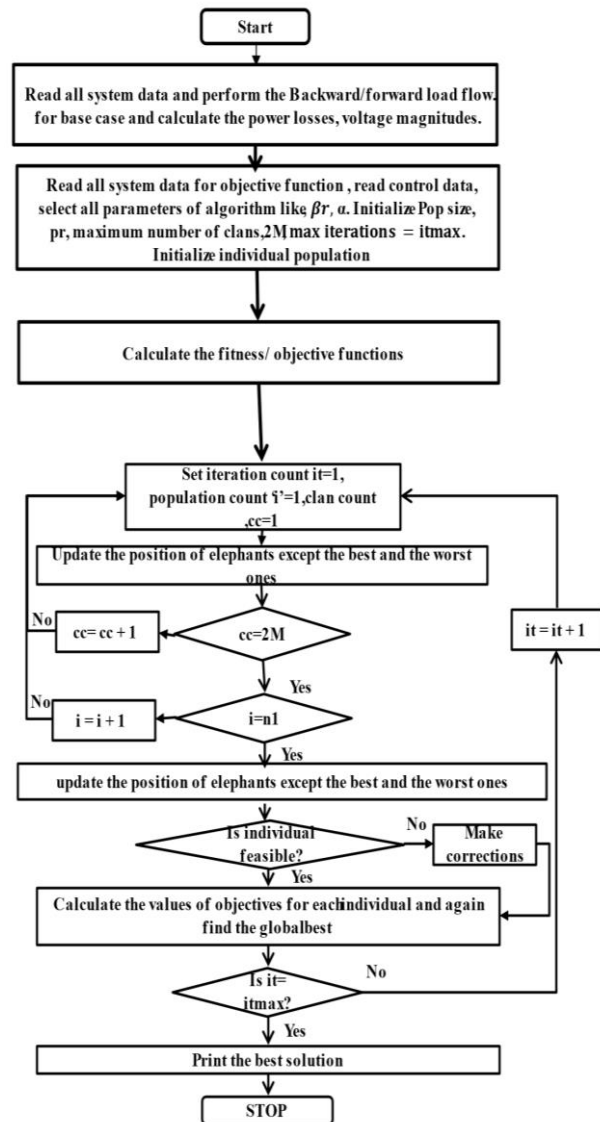 Start
Read all system data and perform the Backward/forward load flow.
for base case and calculate the power losses, voltage magnitudes.
Read all system data for objective function , read control data,
select all parameters of algorithm like, βr, α. Initialize Pop size,
pr, maximum number of clans,2M, max iterations = itmax.
Initialize individual population
Calculate the fitness/ objective functions
Set iteration count it=1,
population count ‘i’=1,clan count
,cc=1
Update the position of elephants except the best and the worst
ones
No
cc= cc + 1
cc=2M
it = it + 1
Yes
No
i = i + 1
i=n1
Yes
update the position of elephants except the best and the worst ones
Is individual
feasible?
No
Make
corrections
Yes
Calculate the values of objectives for each individual and again
find the globalbest
Is it=
itmax?
No
Yes
Print the best solution
STOP